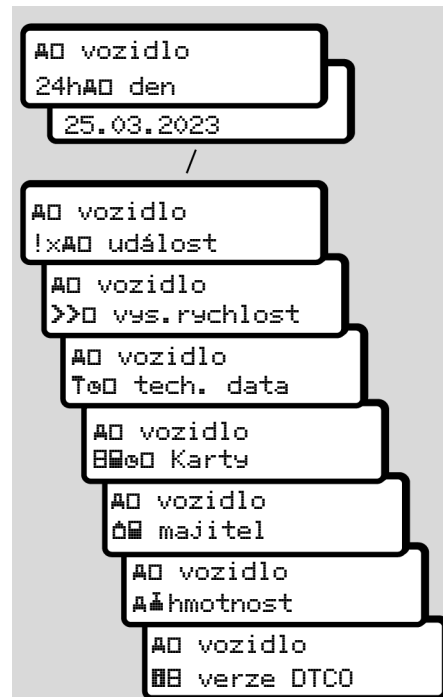 vozidlo
24h den
25.03.2023
/
vozidlo
!x událost
vozidlo
>> vys.rychlost
vozidlo
T tech. data
vozidlo
Karty
vozidlo
majitel
vozidlo
hmotnost
vozidlo
verze DTCO